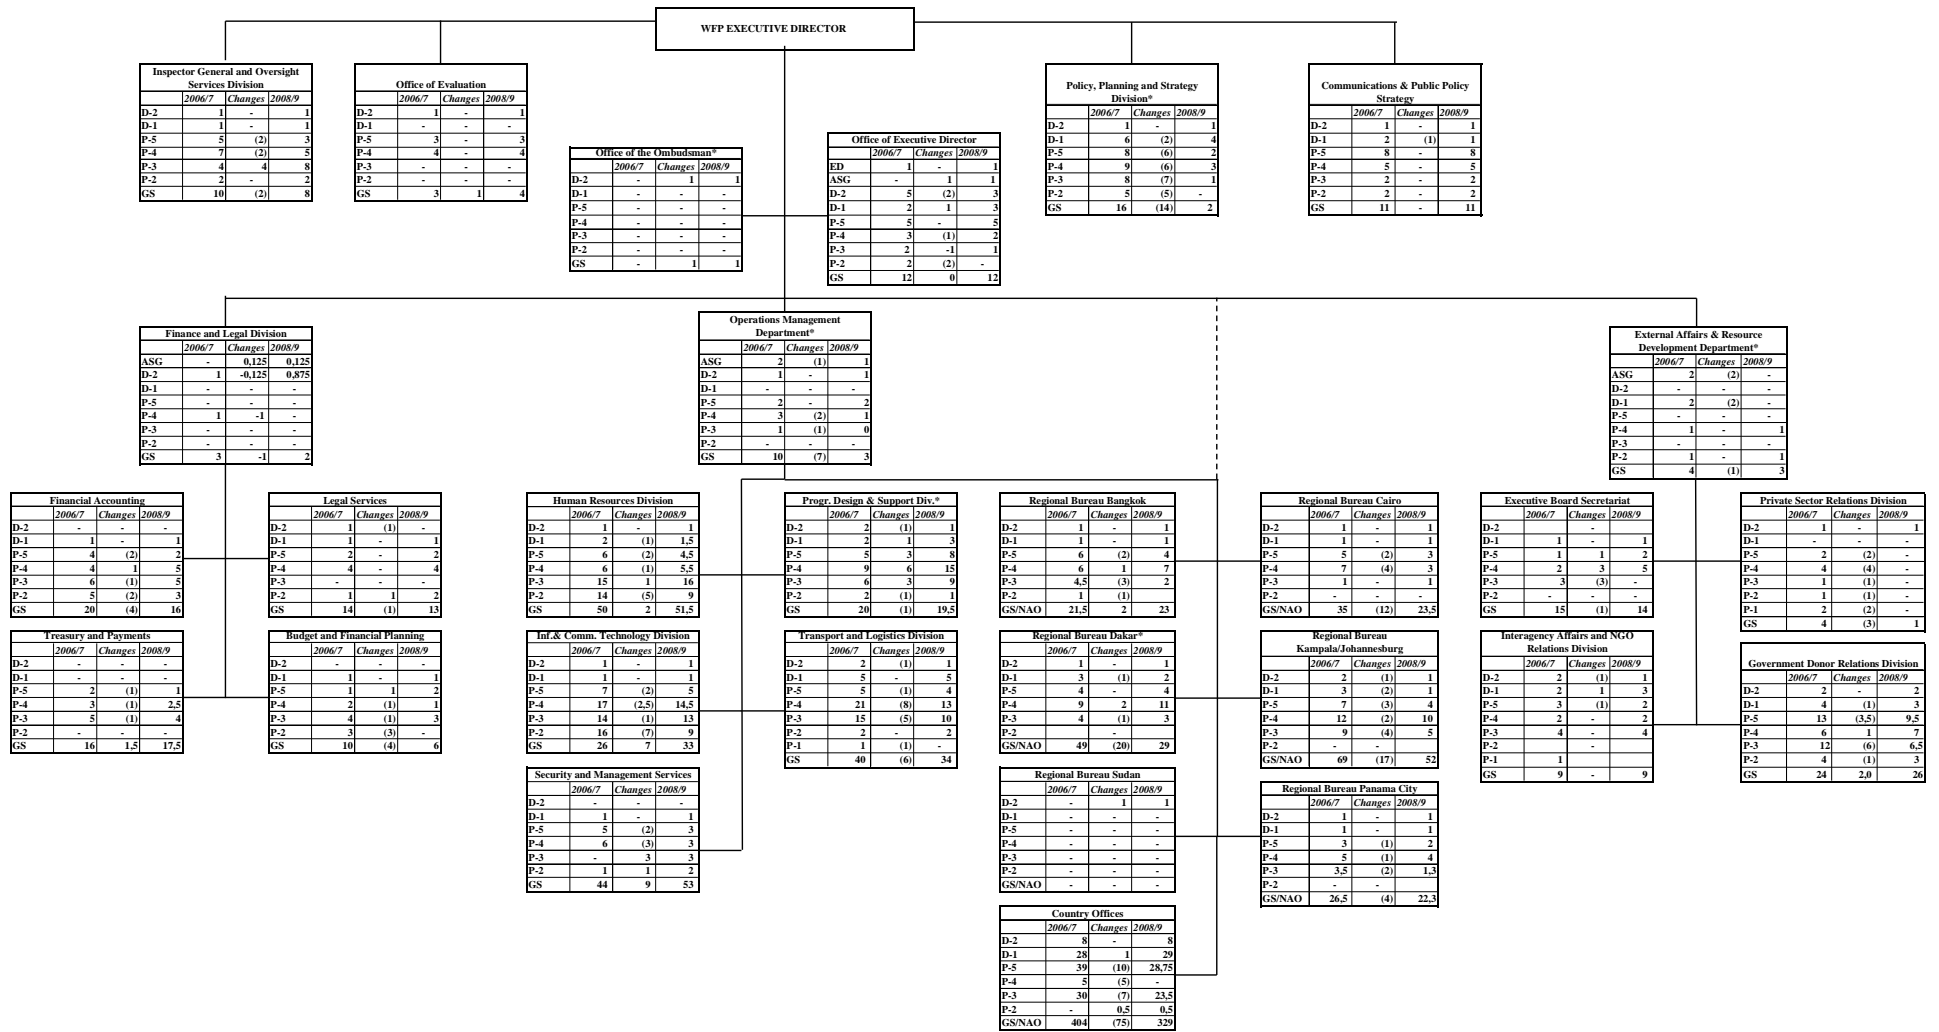 WFP EXECUTIVE DIRECTOR
Inspector General and Oversight
Services Division
2006/7 Changes 2008/9
D-2 1 - 1
D-1 1 - 1
P-5 5 (2) 3
P-4 7 (2) 5
P-3 4 4 8
P-2 2 - 2
GS 10 (2) 8
Office of Evaluation
2006/7 Changes 2008/9
D-2 1 - 1
D-1 - - -
P-5 3 - 3
P-4 4 - 4
P-3 - - -
P-2 - - -
GS 3 1 4
Office of the Ombudsman*
2006/7 Changes 2008/9
D-2 - 1 1
D-1 - - -
P-5 - - -
P-4 - - -
P-3 - - -
P-2 - - -
GS - 1 1
Office of Executive Director
2006/7 Changes 2008/9
ED 1 - 1
ASG - 1 1
D-2 5 (2) 3
D-1 2 1 3
P-5 5 - 5
P-4 3 (1) 2
P-3 2 -1 1
P-2 2 (2) -
GS 12 0 12
Policy, Planning and Strategy
Division*
2006/7 Changes 2008/9
D-2 1 - 1
D-1 6 (2) 4
P-5 8 (6) 2
P-4 9 (6) 3
P-3 8 (7) 1
P-2 5 (5) -
GS 16 (14) 2
Communications & Public Policy
Strategy
2006/7 Changes 2008/9
D-2 1 - 1
D-1 2 (1) 1
P-5 8 - 8
P-4 5 - 5
P-3 2 - 2
P-2 2 - 2
GS 11 - 11
Finance and Legal Division
2006/7 Changes 2008/9
ASG - 0,125 0,125
D-2 1 -0,125 0,875
D-1 - - -
P-5 - - -
P-4 1 -1 -
P-3 - - -
P-2 - - -
GS 3 -1 2
Operations Management
Department*
2006/7 Changes 2008/9
ASG 2 (1) 1
D-2 1 - 1
D-1 - - -
P-5 2 - 2
P-4 3 (2) 1
P-3 1 (1) 0
P-2 - - -
GS 10 (7) 3
External Affairs & Resource
Development Department*
2006/7 Changes 2008/9
ASG 2 (2) -
D-2 - - -
D-1 2 (2) -
P-5 - - -
P-4 1 - 1
P-3 - - -
P-2 1 - 1
GS 4 (1) 3
Financial Accounting
2006/7 Changes 2008/9
D-2 - - -
D-1 1 - 1
P-5 4 (2) 2
P-4 4 1 5
P-3 6 (1) 5
P-2 5 (2) 3
GS 20 (4) 16
Legal Services
2006/7 Changes 2008/9
D-2 1 (1) -
D-1 1 - 1
P-5 2 - 2
P-4 4 - 4
P-3 - - -
P-2 1 1 2
GS 14 (1) 13
Human Resources Division
2006/7 Changes 2008/9
D-2 1 - 1
D-1 2 (1) 1,5
P-5 6 (2) 4,5
P-4 6 (1) 5,5
P-3 15 1 16
P-2 14 (5) 9
GS 50 2 51,5
Progr. Design & Support Div.*
2006/7 Changes 2008/9
D-2 2 (1) 1
D-1 2 1 3
P-5 5 3 8
P-4 9 6 15
P-3 6 3 9
P-2 2 (1) 1
GS 20 (1) 19,5
Regional Bureau Bangkok
2006/7 Changes 2008/9
D-2 1 - 1
D-1 1 - 1
P-5 6 (2) 4
P-4 6 1 7
P-3 4,5 (3) 2
P-2 1 (1)
GS/NAO 21,5 2 23
Regional Bureau Cairo
2006/7 Changes 2008/9
D-2 1 - 1
D-1 1 - 1
P-5 5 (2) 3
P-4 7 (4) 3
P-3 1 - 1
P-2 - - -
GS/NAO 35 (12) 23,5
Executive Board Secretariat
2006/7 Changes 2008/9
D-2 -
D-1 1 - 1
P-5 1 1 2
P-4 2 3 5
P-3 3 (3) -
P-2 - - -
GS 15 (1) 14
Private Sector Relations Division
2006/7 Changes 2008/9
D-2 1 - 1
D-1 - - -
P-5 2 (2) -
P-4 4 (4) -
P-3 1 (1) -
P-2 1 (1) -
P-1 2 (2) -
GS 4 (3) 1
Treasury and Payments
2006/7 Changes 2008/9
D-2 - - -
D-1 - - -
P-5 2 (1) 1
P-4 3 (1) 2,5
P-3 5 (1) 4
P-2 - - -
GS 16 1,5 17,5
Budget and Financial Planning
2006/7 Changes 2008/9
D-2 - - -
D-1 1 - 1
P-5 1 1 2
P-4 2 (1) 1
P-3 4 (1) 3
P-2 3 (3) -
GS 10 (4) 6
Inf.& Comm. Technology Division
2006/7 Changes 2008/9
D-2 1 - 1
D-1 1 - 1
P-5 7 (2) 5
P-4 17 (2,5) 14,5
P-3 14 (1) 13
P-2 16 (7) 9
GS 26 7 33
Transport and Logistics Division
2006/7 Changes 2008/9
D-2 2 (1) 1
D-1 5 - 5
P-5 5 (1) 4
P-4 21 (8) 13
P-3 15 (5) 10
P-2 2 - 2
P-1 1 (1) -
GS 40 (6) 34
Regional Bureau Dakar*
2006/7 Changes 2008/9
D-2 1 - 1
D-1 3 (1) 2
P-5 4 - 4
P-4 9 2 11
P-3 4 (1) 3
P-2 -
GS/NAO 49 (20) 29
Regional Bureau
Kampala/Johannesburg
2006/7 Changes 2008/9
D-2 2 (1) 1
D-1 3 (2) 1
P-5 7 (3) 4
P-4 12 (2) 10
P-3 9 (4) 5
P-2 - -
GS/NAO 69 (17) 52
Interagency Affairs and NGO
Relations Division
2006/7 Changes 2008/9
D-2 2 (1) 1
D-1 2 1 3
P-5 3 (1) 2
P-4 2 - 2
P-3 4 - 4
P-2 -
P-1 1
GS 9 - 9
Government Donor Relations Division
2006/7 Changes 2008/9
D-2 2 - 2
D-1 4 (1) 3
P-5 13 (3,5) 9,5
P-4 6 1 7
P-3 12 (6) 6,5
P-2 4 (1) 3
GS 24 2,0 26
Security and Management Services
2006/7 Changes 2008/9
D-2 - - -
D-1 1 - 1
P-5 5 (2) 3
P-4 6 (3) 3
P-3 - 3 3
P-2 1 1 2
GS 44 9 53
Regional Bureau Sudan
2006/7 Changes 2008/9
D-2 - 1 1
D-1 - - -
P-5 - - -
P-4 - - -
P-3 - - -
P-2 - - -
GS/NAO - - -
Regional Bureau Panama City
2006/7 Changes 2008/9
D-2 1 - 1
D-1 1 - 1
P-5 3 (1) 2
P-4 5 (1) 4
P-3 3,5 (2) 1,3
P-2 - -
GS/NAO 26,5 (4) 22,3
Country Offices
2006/7 Changes 2008/9
D-2 8 - 8
D-1 28 1 29
P-5 39 (10) 28,75
P-4 5 (5) -
P-3 30 (7) 23,5
P-2 - 0,5 0,5
GS/NAO 404 (75) 329